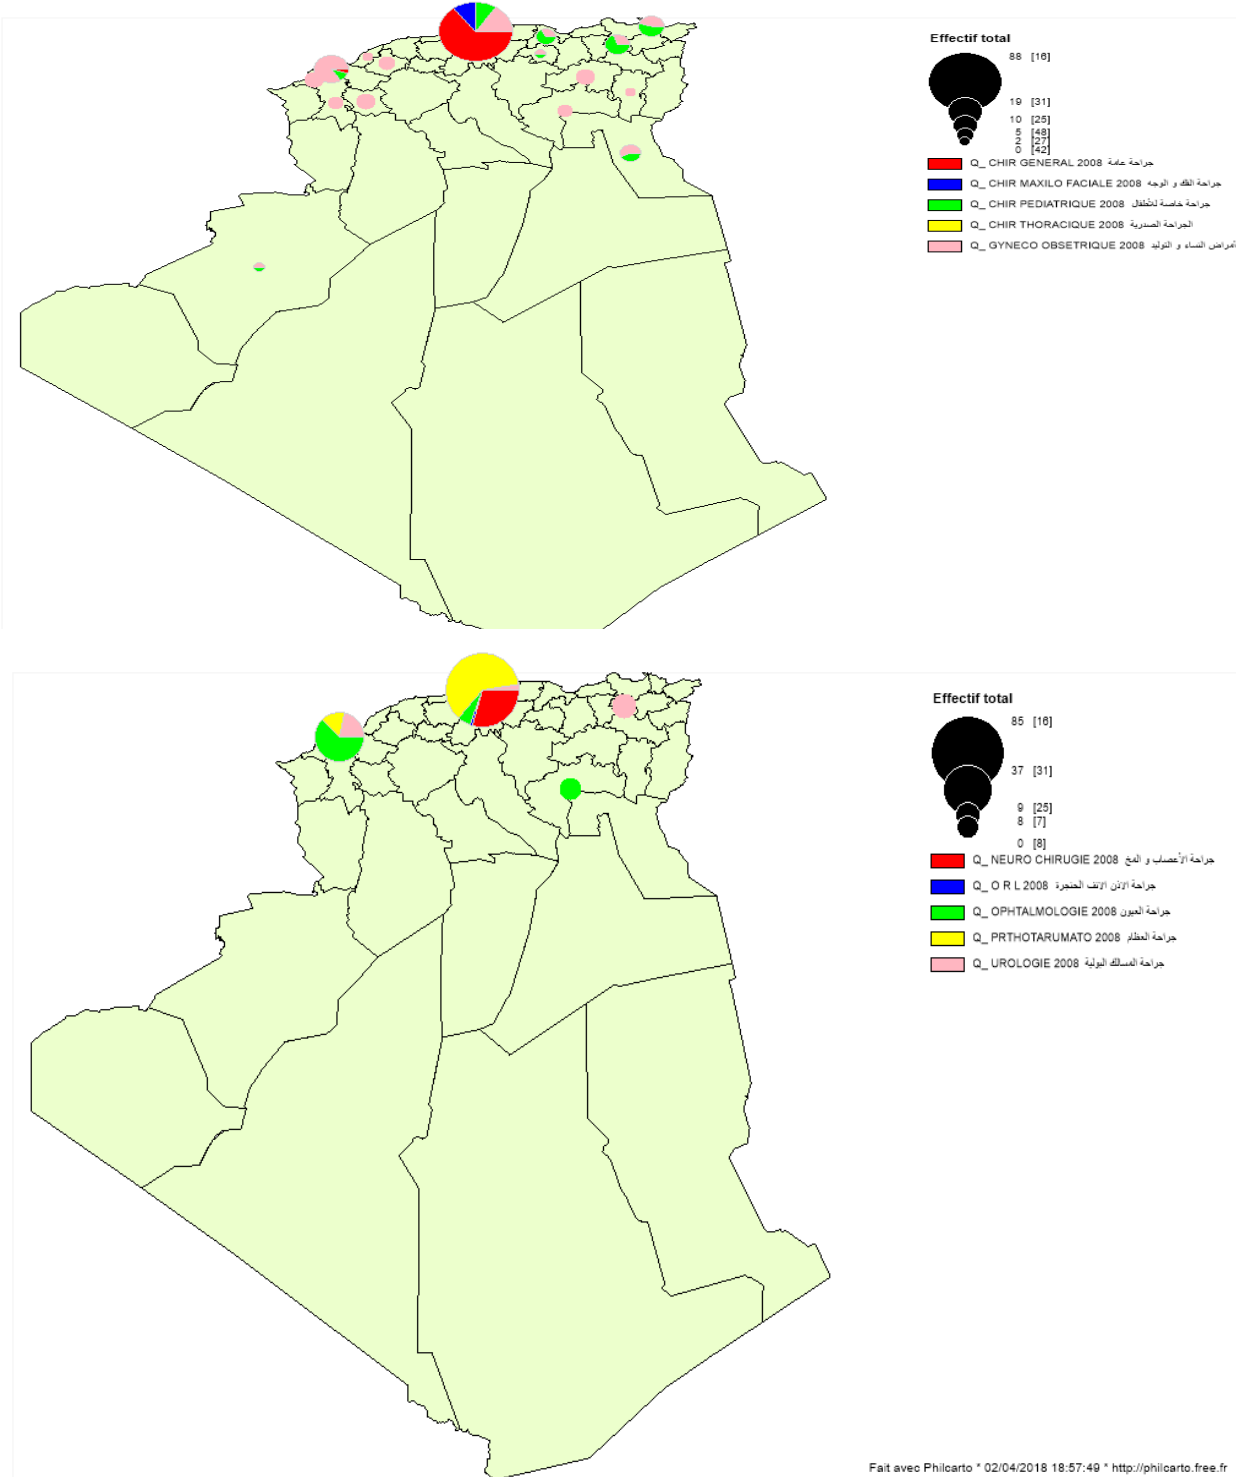 Effectif total
88 [16]
19 [31]
10 [25]
5 [48]
2 [27]
0 [42]
Q_ CHIR GENERAL 2008 جراحة عامة
Q_ CHIR MAXILO FACIALE 2008 جراحة الفك و الوجه
Q_ CHIR PEDIATRIQUE 2008 جراحة خاصة للأطفال
Q_ CHIR THORACIQUE 2008 الجراحة الصدرية
Q_ GYNECO OBSETRIQUE 2008 أمراض النساء و التوليد
Effectif total
85 [16]
37 [31]
9 [25]
8 [7]
0 [8]
Q_ NEURO CHIRUGIE 2008 جراحة الأعصاب و المخ
Q_ O R L 2008 جراحة الاذن الانف الحنجرة
Q_ OPHTALMOLOGIE 2008 جراحة العيون
Q_ PRTHOTARUMATO 2008 جراحة العظام
Q_ UROLOGIE 2008 جراحة المسالك البولية
Fait avec Philcarto * 02/04/2018 18:57:49 * http://philcarto.free.fr